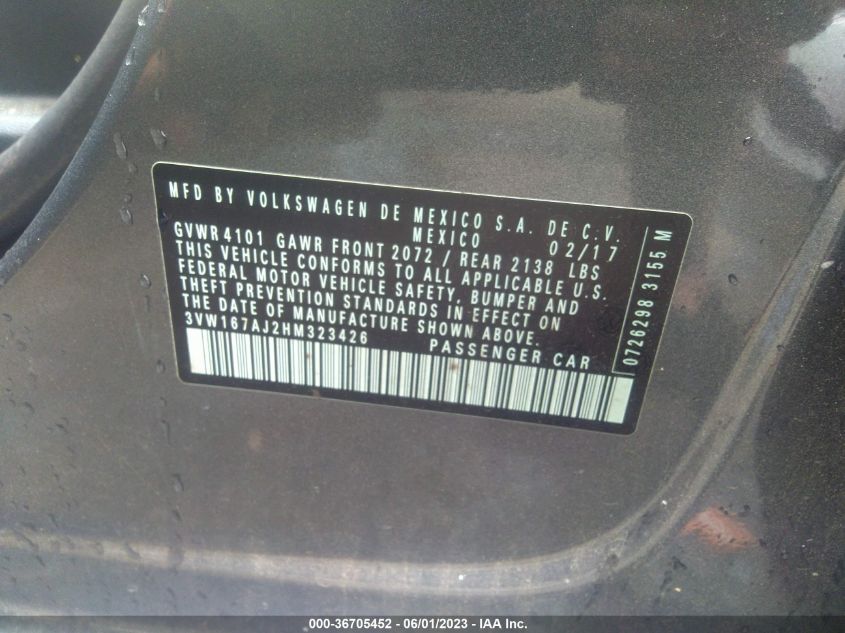 MFD BY VOLKSWAGEN DE MEXICO S.A. DE C.V.
MEXICO 02/17
GVWR 4101 GAWR FRONT 2072 / REAR 2138 LBS
THIS VEHICLE CONFORMS TO ALL APPLICABLE U.S.
FEDERAL MOTOR VEHICLE SAFETY, BUMPER AND
THEFT PREVENTION STANDARDS IN EFFECT ON
THE DATE OF MANUFACTURE SHOWN ABOVE.
3VW167AJ2HM323426 PASSENGER CAR
0726298 3155 M
000-36705452 - 06/01/2023 - IAA Inc.